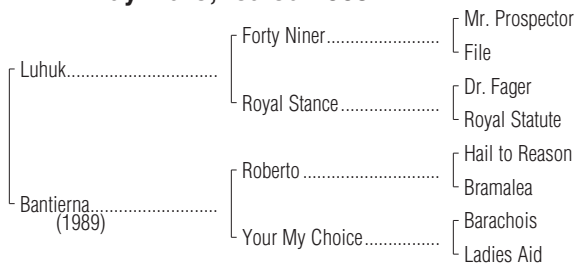 Mr. Prospector
Forty Niner
File
Luhuk
Dr. Fager
Royal Stance
Royal Statute
Hail to Reason
Roberto
Bramalea
Bantierna
(1989)
Barachois
Your My Choice
Ladies Aid